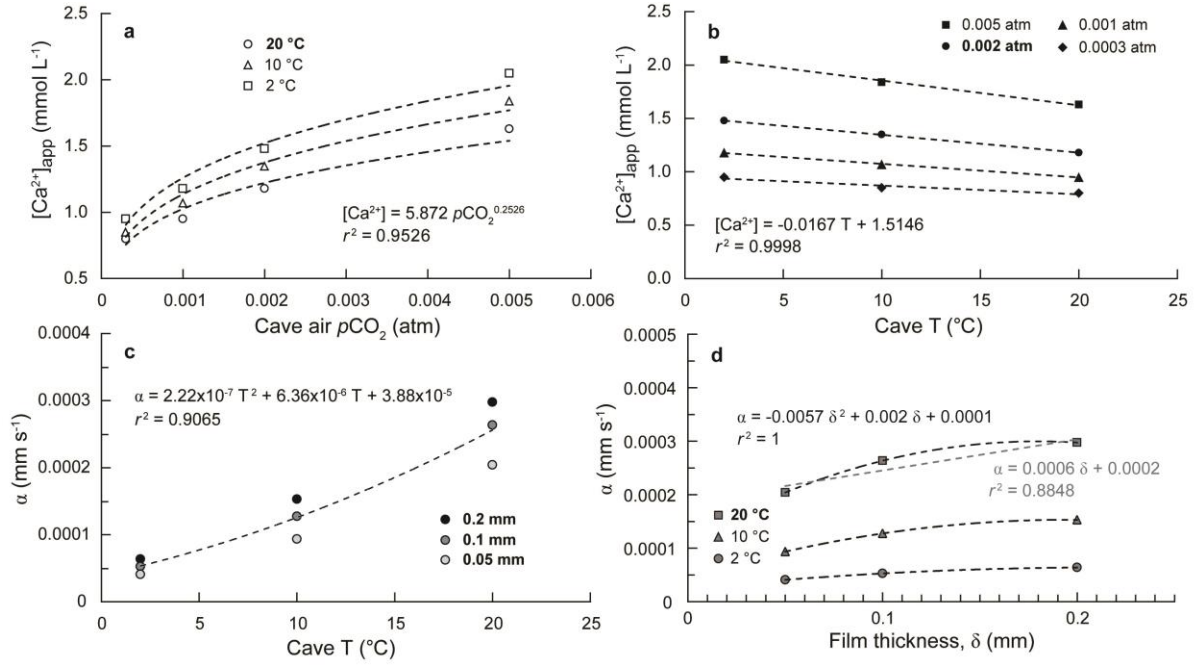 a
2.5
2.0
1.5
1.0
0.5
[Ca²⁺]app (mmol L⁻¹)
20 °C
10 °C
2 °C
[Ca²⁺] = 5.872 pCO₂^0.2526
r² = 0.9526
0 0.001 0.002 0.003 0.004 0.005 0.006
Cave air pCO₂ (atm)
b
2.5
2.0
1.5
1.0
0.5
0.0
[Ca²⁺]app (mmol L⁻¹)
0.005 atm 0.001 atm
0.002 atm 0.0003 atm
[Ca²⁺] = -0.0167 T + 1.5146
r² = 0.9998
0 5 10 15 20 25
Cave T (°C)
c
0.0004
0.0003
0.0002
0.0001
0
α (mm s⁻¹)
α = 2.22x10⁻⁷ T² + 6.36x10⁻⁶ T + 3.88x10⁻⁵
r² = 0.9065
0.2 mm
0.1 mm
0.05 mm
0 5 10 15 20 25
Cave T (°C)
d
0.0005
0.0004
0.0003
0.0002
0.0001
0
α (mm s⁻¹)
α = -0.0057 δ² + 0.002 δ + 0.0001
r² = 1
α = 0.0006 δ + 0.0002
r² = 0.8848
20 °C
10 °C
2 °C
0 0.1 0.2
Film thickness, δ (mm)